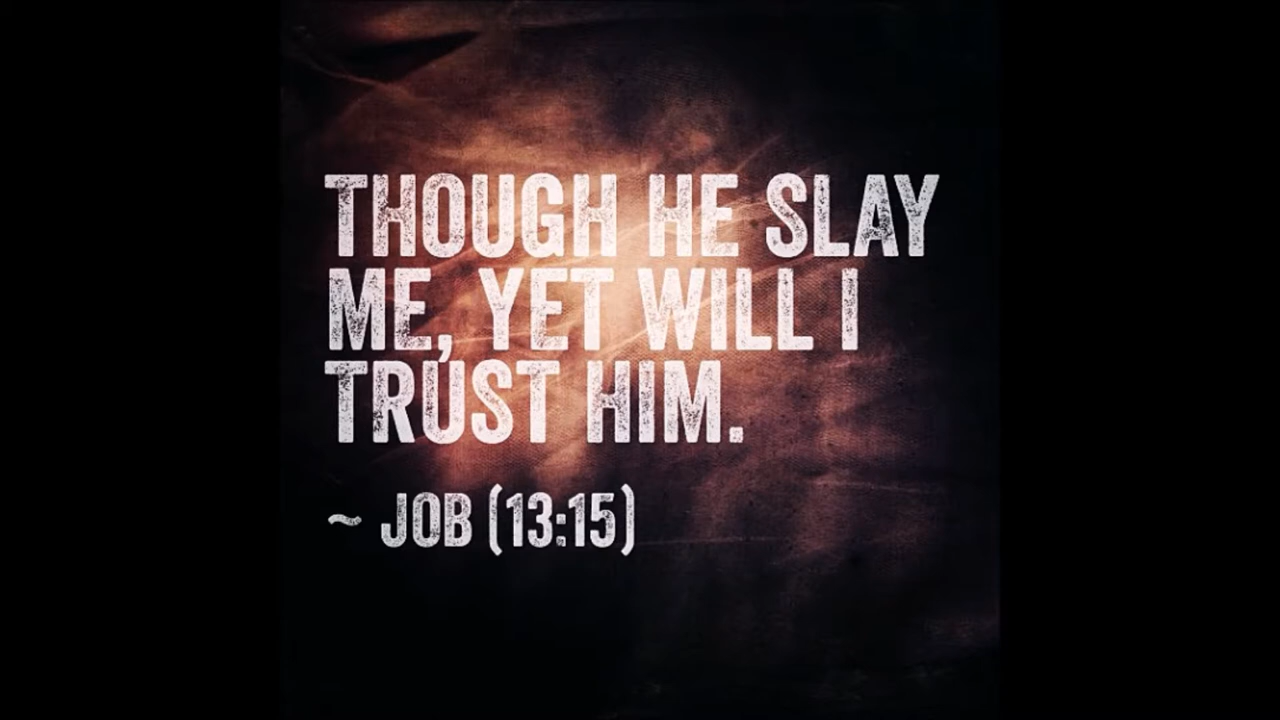 THOUGH HE SLAY
ME, YET WILL I
TRUST HIM.
~ JOB (13:15)